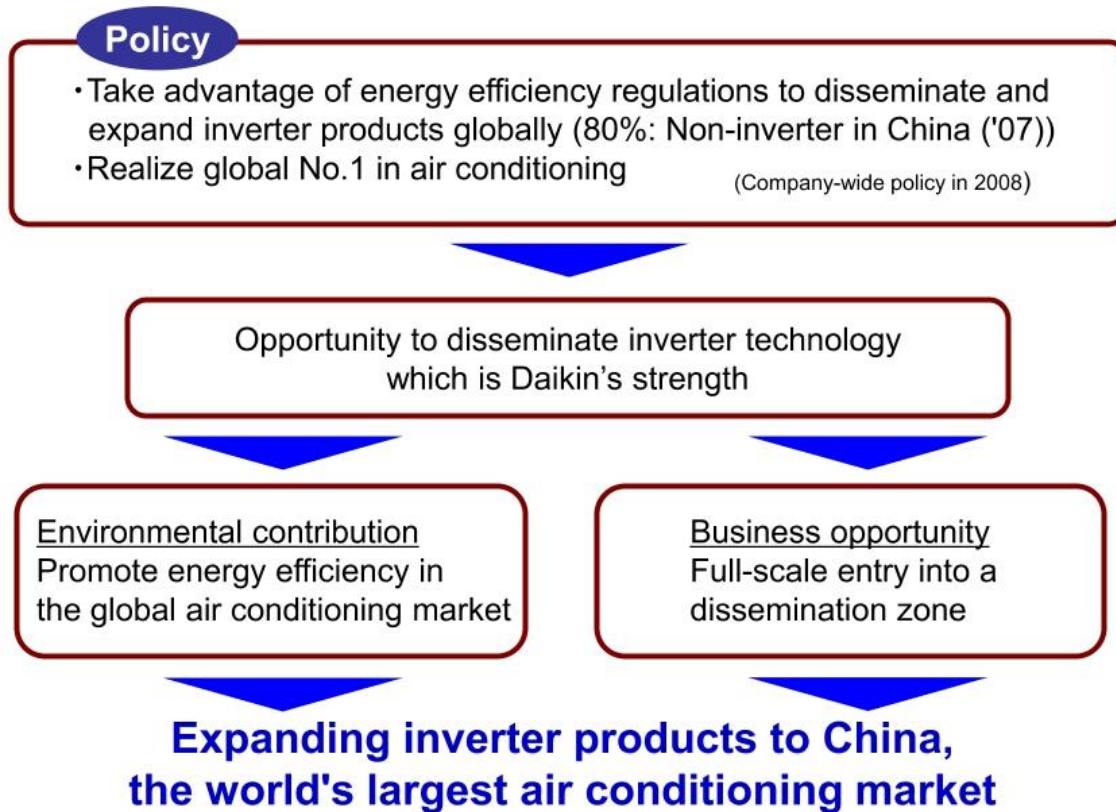 Policy
・Take advantage of energy efficiency regulations to disseminate and
expand inverter products globally (80%: Non-inverter in China ('07))
・Realize global No.1 in air conditioning
(Company-wide policy in 2008)
Opportunity to disseminate inverter technology
which is Daikin’s strength
Environmental contribution
Promote energy efficiency in
the global air conditioning market
Business opportunity
Full-scale entry into a
dissemination zone
Expanding inverter products to China,
the world's largest air conditioning market